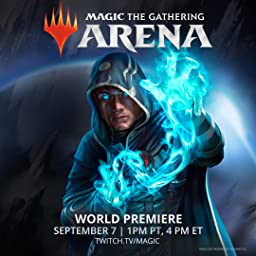 MAGIC THE GATHERING
ARENA
WORLD PREMIERE
SEPTEMBER 7 | 1PM PT, 4 PM ET
TWITCH.TV/MAGIC